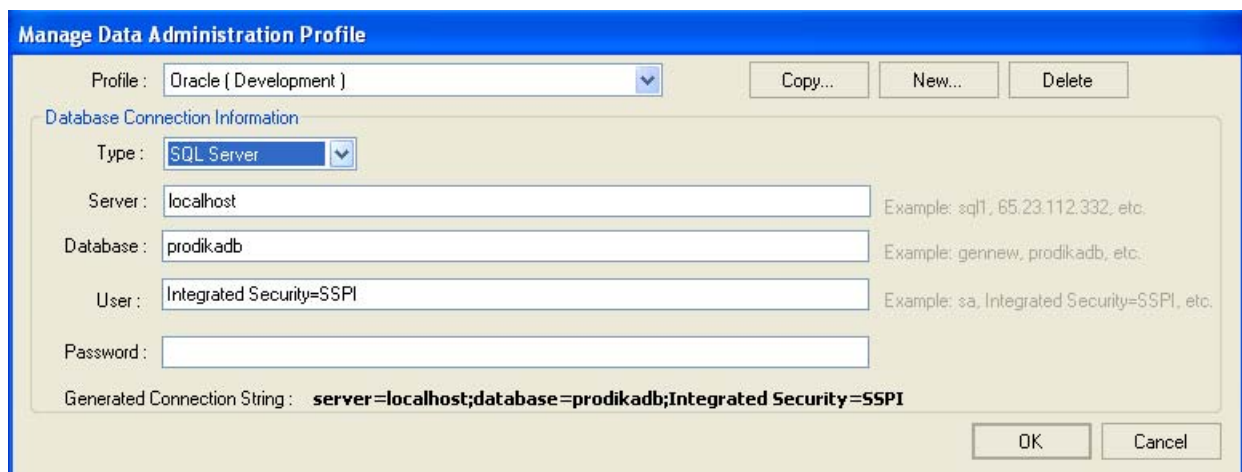 Manage Data Administration Profile
Profile : Oracle ( Development ) Copy... New... Delete
Database Connection Information
Type : SQL Server
Server : localhost Example: sql1, 65.23.112.332, etc.
Database : prodikadb Example: gennew, prodikadb, etc.
User : Integrated Security=SSPI Example: sa, Integrated Security=SSPI, etc.
Password :
Generated Connection String : server=localhost;database=prodikadb;Integrated Security=SSPI
OK Cancel